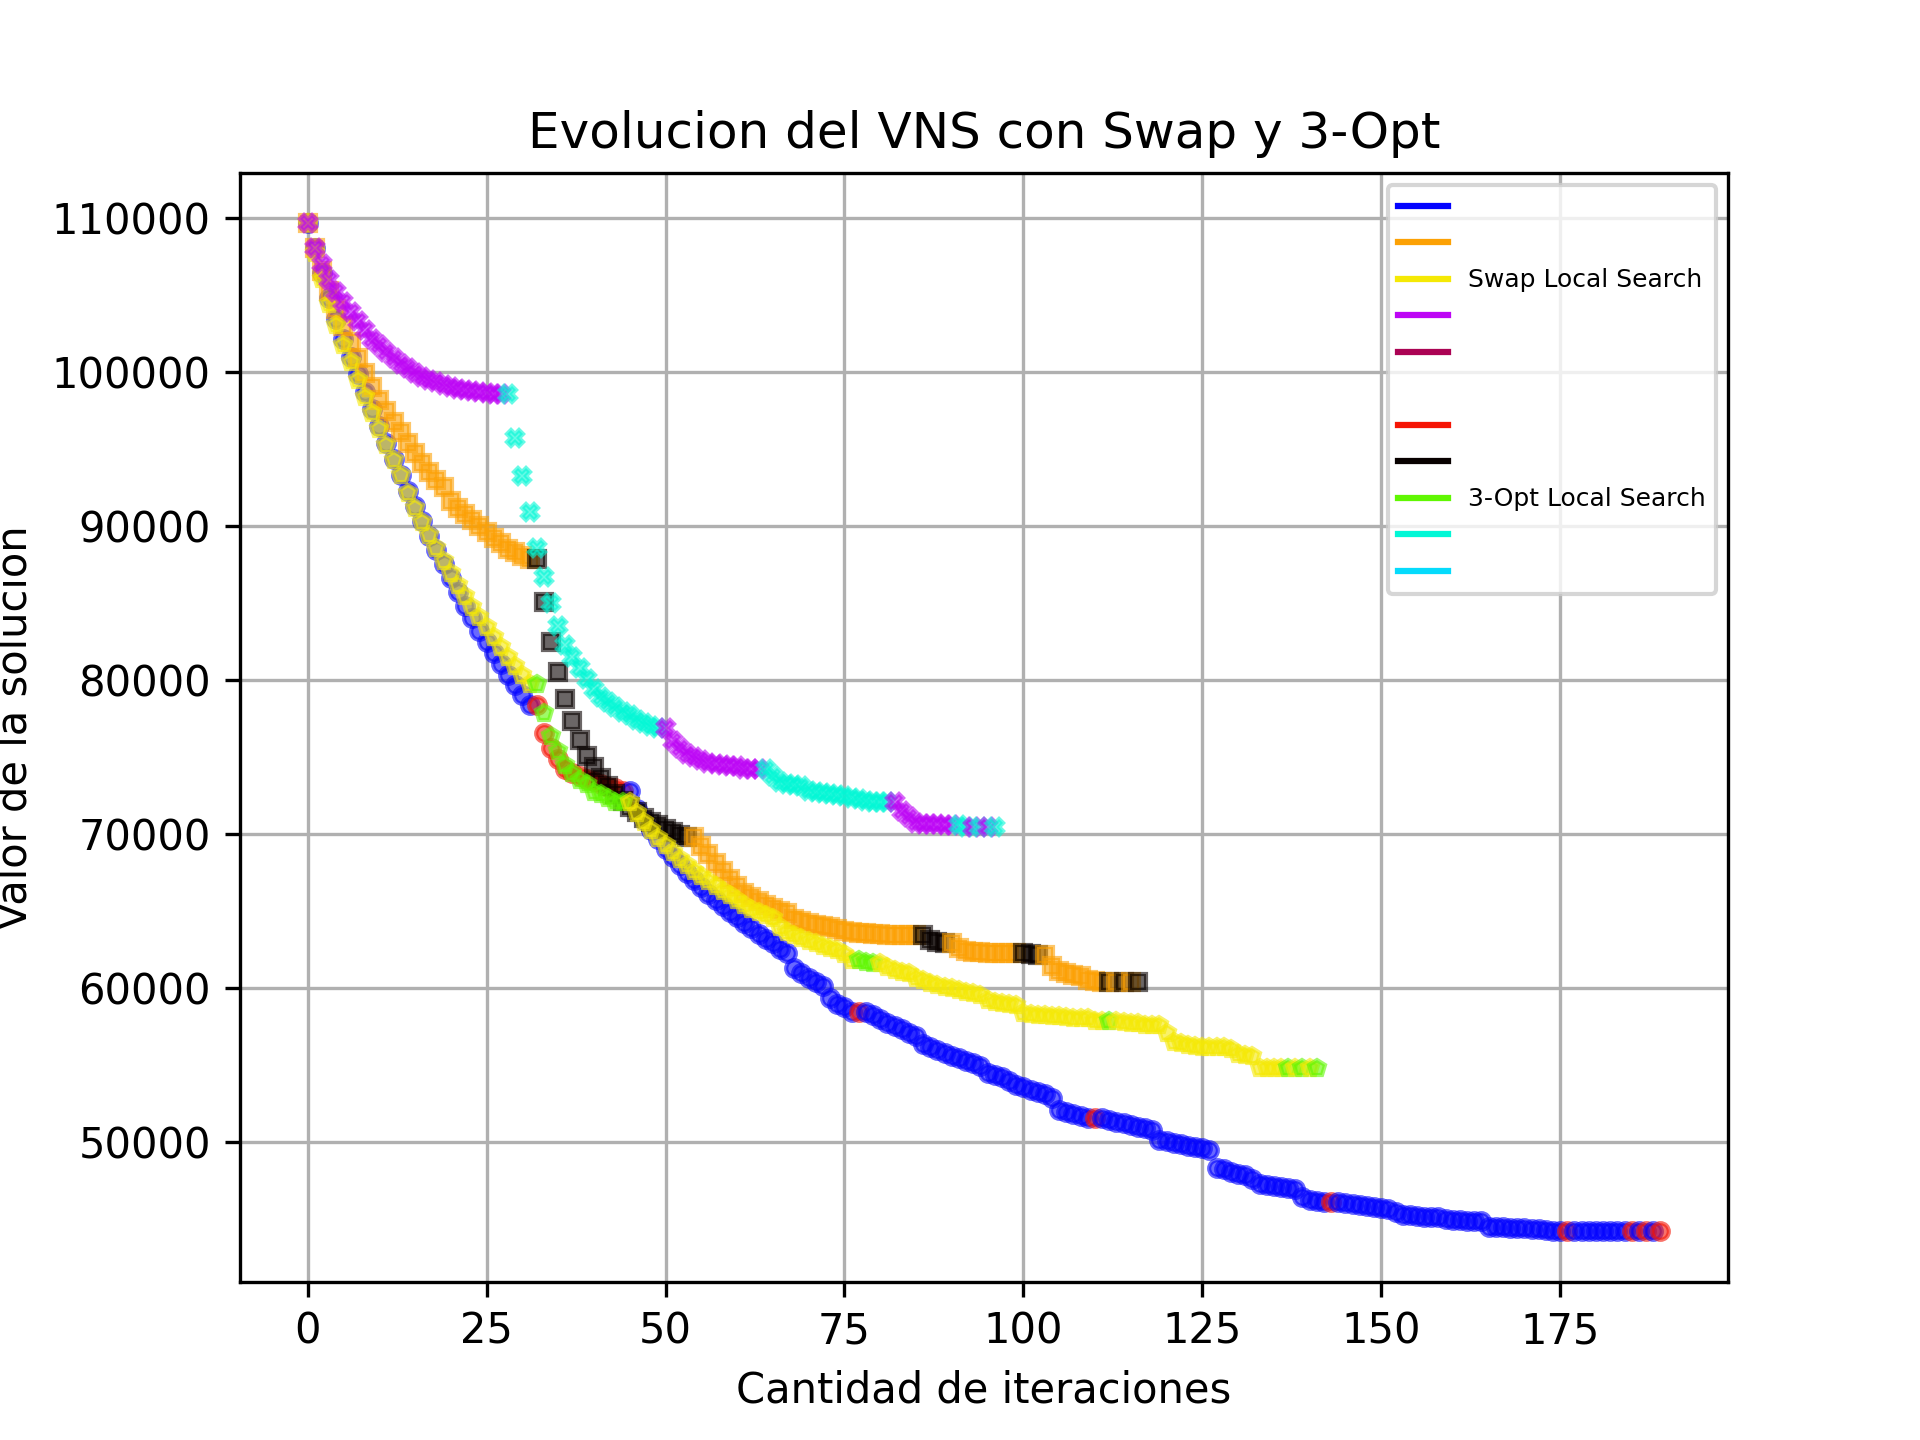 Evolucion del VNS con Swap y 3-Opt
Valor de la solucion
110000
100000
90000
80000
70000
60000
50000
Swap Local Search
3-Opt Local Search
0 25 50 75 100 125 150 175
Cantidad de iteraciones